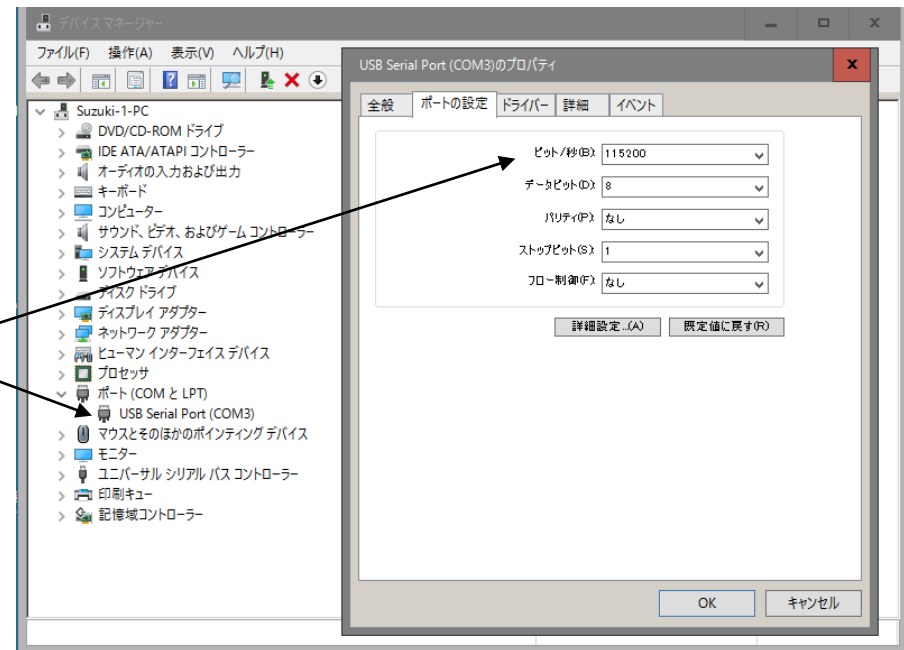 デバイス マネージャー
ファイル(F) 操作(A) 表示(V) ヘルプ(H)
Suzuki-1-PC
DVD/CD-ROM ドライブ
IDE ATA/ATAPI コントローラー
オーディオの入力および出力
キーボード
コンピューター
サウンド、ビデオ、およびゲーム コントローラー
システム デバイス
ソフトウェア デバイス
ディスク ドライブ
ディスプレイ アダプター
ネットワーク アダプター
ヒューマン インターフェイス デバイス
プロセッサ
ポート (COM と LPT)
USB Serial Port (COM3)
マウスとそのほかのポインティング デバイス
モニター
ユニバーサル シリアル バス コントローラー
印刷キュー
記憶域コントローラー
USB Serial Port (COM3)のプロパティ
全般 ポートの設定 ドライバー 詳細 イベント
ビット/秒(B): 115200
データ ビット(D): 8
パリティ(P): なし
ストップ ビット(S): 1
フロー制御(F): なし
詳細設定...(A) 既定値に戻す(R)
OK キャンセル